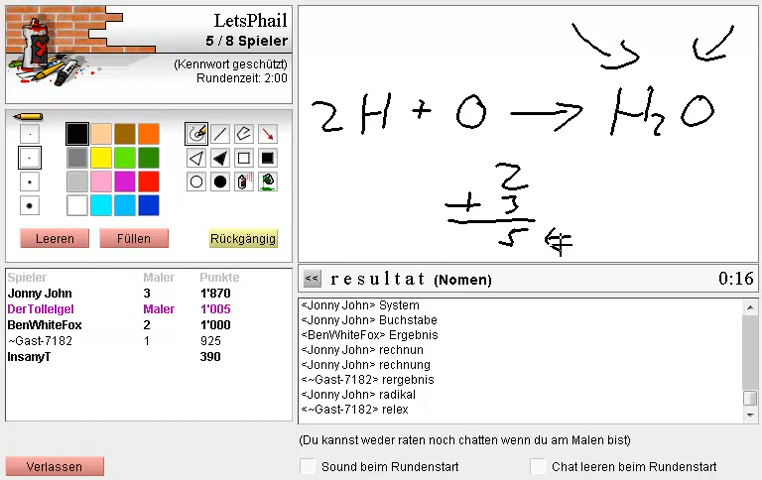 LetsPhail
5 / 8 Spieler
(Kennwort geschützt)
Rundenzeit: 2:00
Leeren
Füllen
Rückgängig
Spieler Maler Punkte
Jonny John 3 1'870
DerTolleIgel Maler 1'005
BenWhiteFox 2 1'000
~Gast-7182 1 925
InsanyT 390
Verlassen
2H + O → H2O
2
+ 3
5
<< resultat (Nomen) 0:16
<Jonny John> System
<Jonny John> Buchstabe
<BenWhiteFox> Ergebnis
<Jonny John> rechnun
<Jonny John> rechnung
<~Gast-7182> rergebnis
<Jonny John> radikal
<~Gast-7182> relex
(Du kannst weder raten noch chatten wenn du am Malen bist)
Sound beim Rundenstart
Chat leeren beim Rundenstart